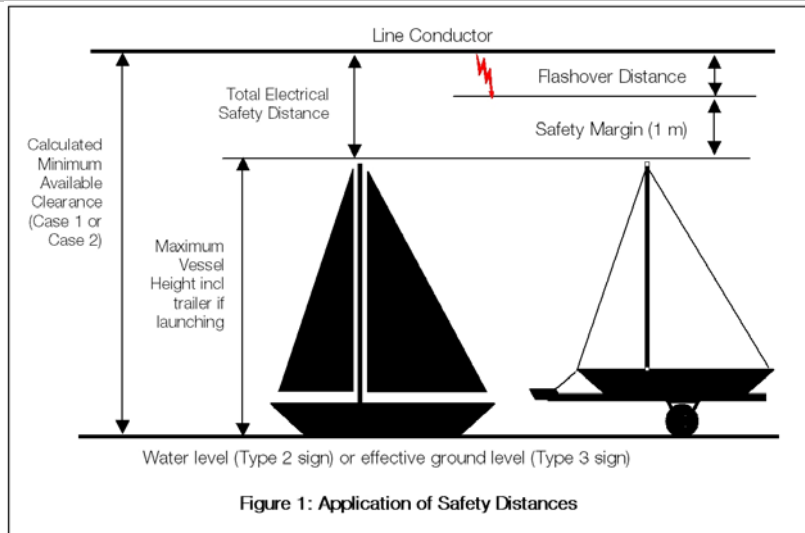 Line Conductor
Flashover Distance
Total Electrical
Safety Distance
Safety Margin (1 m)
Calculated
Minimum
Available
Clearance
(Case 1 or
Case 2)
Maximum
Vessel
Height incl
trailer if
launching
Water level (Type 2 sign) or effective ground level (Type 3 sign)
Figure 1: Application of Safety Distances